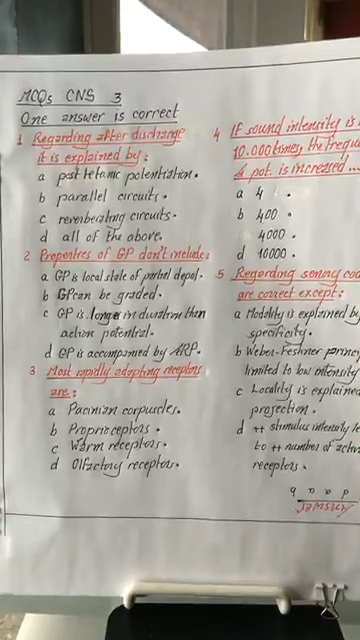 MCQs CNS 3
One answer is correct
1 Regarding after discharge
it is explained by:
a post tetanic potentiation.
b parallel circuits.
c reverberating circuits.
d all of the above.
2 Properties of GP don't include:
a GP is local state of partial depol.
b GP can be graded.
c GP is longer in duration than
action potential.
d GP is accompanied by ARP.
3 Most rapidly adapting receptors
are:
a Pacinian corpuscles.
b Proprioceptors.
c Warm receptors.
d Olfactory receptors.
4 If sound intensity is
10.000 times, the frequ
& pot. is increased ...
a 4
b 400
4000
d 10000.
5 Regarding sensory cod
are correct except:
a Modality is explained by
specificity.
b Weber-Feshner princ
limited to low intensity
c Locality is explained
projection.
d ++ stimulus intensity le
to ++ number of activ
receptors.
Answer